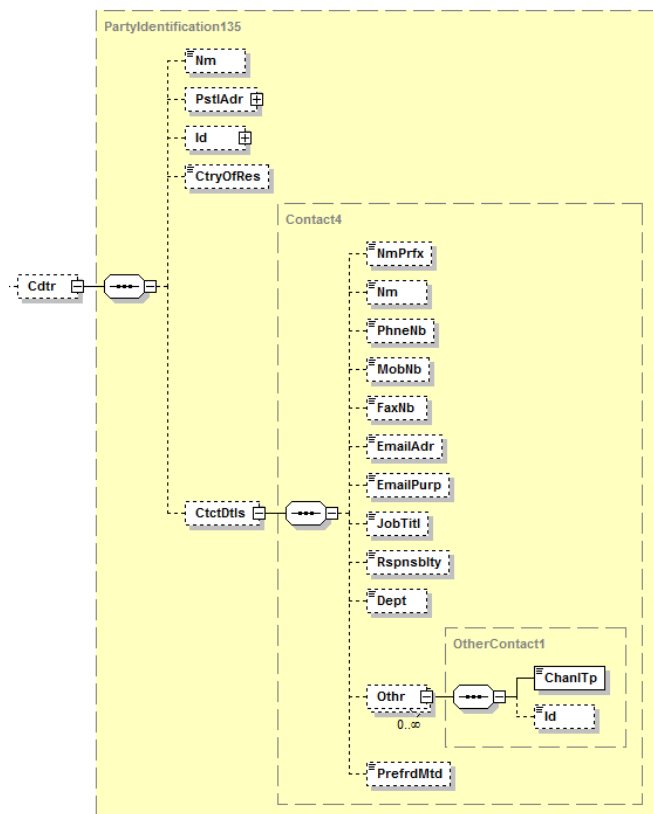 PartyIdentification135
Nm
PstlAdr
Id
CtryOfRes
Contact4
NmPrfx
Cdtr
Nm
PhneNb
MobNb
FaxNb
EmailAdr
EmailPurp
CtctDtls
JobTitl
Rspnsblty
Dept
OtherContact1
ChanlTp
Othr
Id
0..∞
PrefrdMtd